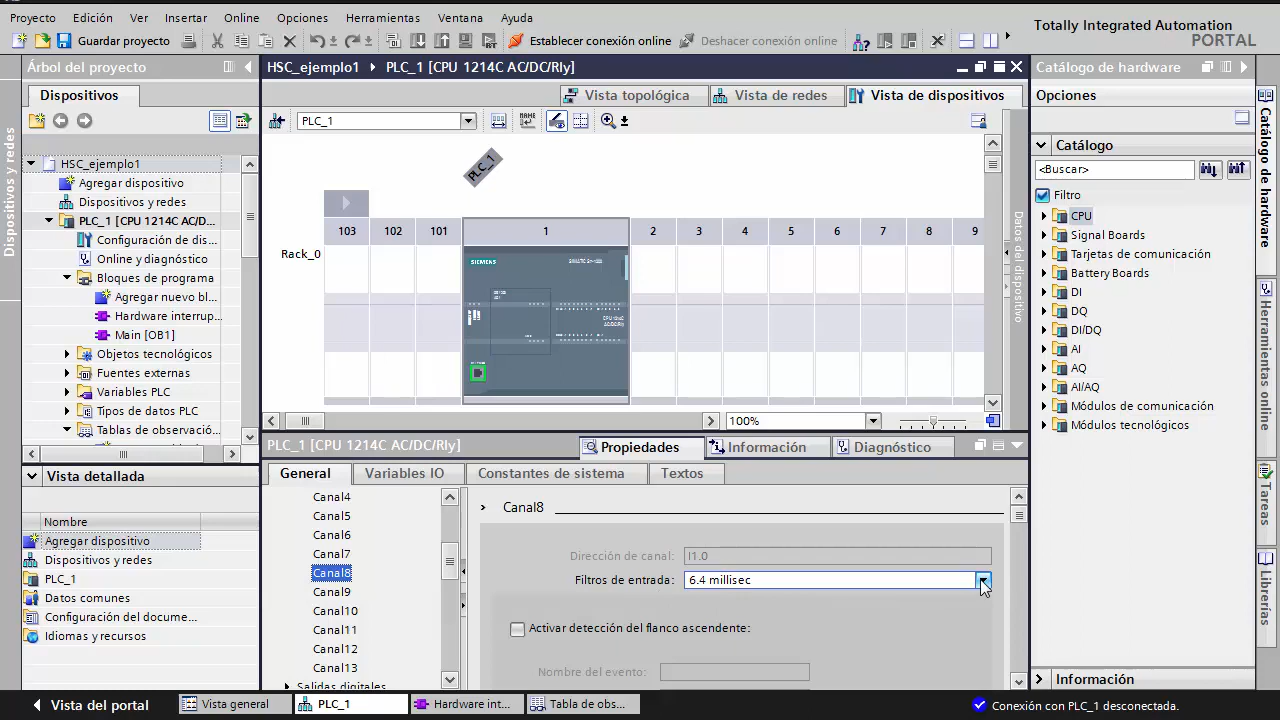 Proyecto Edición Ver Insertar Online Opciones Herramientas Ventana Ayuda
Totally Integrated Automation
PORTAL
Guardar proyecto
Establecer conexión online
Deshacer conexión online
Árbol del proyecto
HSC_ejemplo1 PLC_1 [CPU 1214C AC/DC/Rly]
Catálogo de hardware
Dispositivos
Vista topológica
Vista de redes
Vista de dispositivos
Opciones
PLC_1
Dispositivos y redes
PLC_1
HSC_ejemplo1
Agregar dispositivo
Dispositivos y redes
PLC_1 [CPU 1214C AC/D...
Configuración de dis...
Online y diagnóstico
Bloques de programa
Agregar nuevo bl...
Hardware interrup...
Main [OB1]
Objetos tecnológicos
Fuentes externas
Variables PLC
Tipos de datos PLC
Tablas de observació...
103 102 101 1 2 3 4 5 6 7 8 9
Rack_0
SIEMENS
SIMATIC S7-1200
CPU 1214C
AC/DC/Rly
Datos del dispositivo
100%
Catálogo
<Buscar>
Filtro
CPU
Signal Boards
Tarjetas de comunicación
Battery Boards
DI
DQ
DI/DQ
AI
AQ
AI/AQ
Módulos de comunicación
Módulos tecnológicos
Información
Catálogo de hardware
Herramientas online
Tareas
Librerías
Vista detallada
Nombre
Agregar dispositivo
Dispositivos y redes
PLC_1
Datos comunes
Configuración del docume...
Idiomas y recursos
PLC_1 [CPU 1214C AC/DC/Rly]
Propiedades
Información
Diagnóstico
General
Variables IO
Constantes de sistema
Textos
Canal4
Canal5
Canal6
Canal7
Canal8
Canal9
Canal10
Canal11
Canal12
Canal13
Salidas digitales
Canal8
Dirección de canal: I1.0
Filtros de entrada: 6.4 millisec
Activar detección del flanco ascendente:
Nombre del evento:
Vista del portal
Vista general
PLC_1
Hardware int...
Tabla de obs...
Conexión con PLC_1 desconectada.